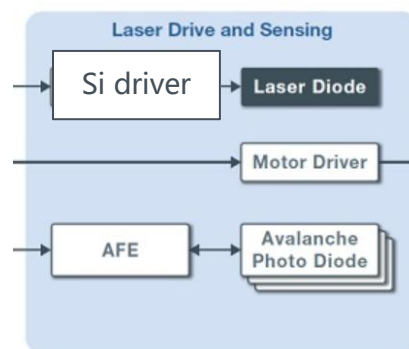 Laser Drive and Sensing
Si driver
Laser Diode
Motor Driver
AFE
Avalanche
Photo Diode